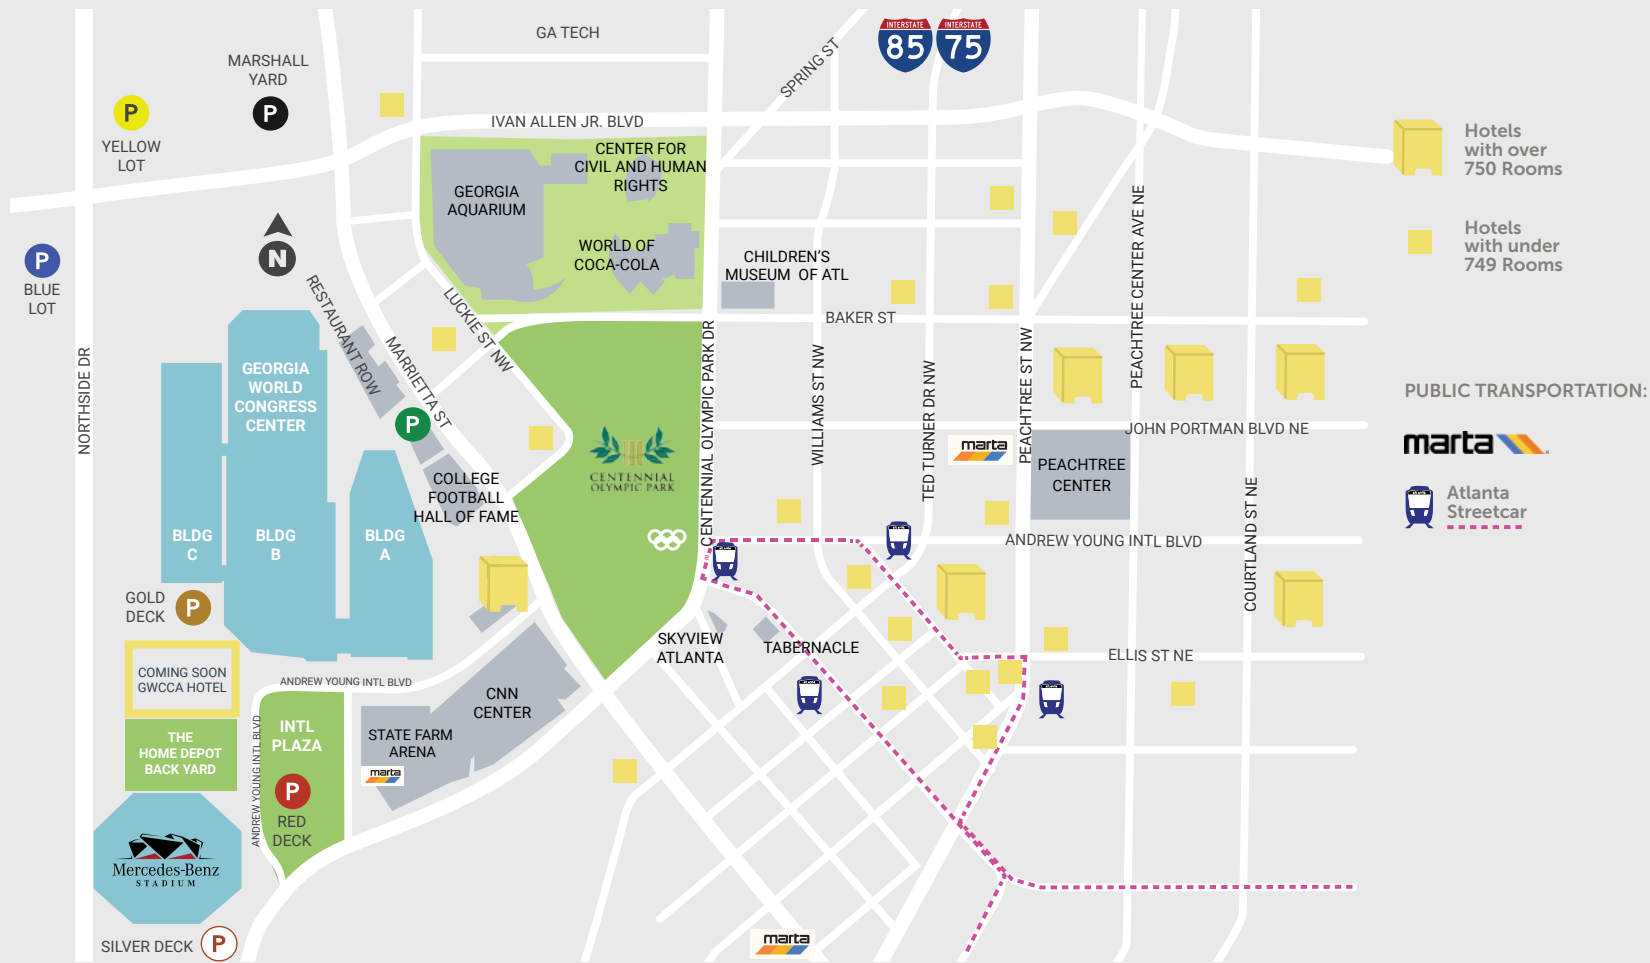 GA TECH
INTERSTATE
85
INTERSTATE
75
SPRING ST
MARSHALL
YARD
P
P
YELLOW
LOT
IVAN ALLEN JR. BLVD
CENTER FOR
CIVIL AND HUMAN
RIGHTS
GEORGIA
AQUARIUM
WORLD OF
COCA-COLA
CHILDREN'S
MUSEUM OF ATL
Hotels
with over
750 Rooms
Hotels
with under
749 Rooms
N
P
BLUE
LOT
RESTAURANT ROW
LUCKIE ST NW
MARRIETTA ST
BAKER ST
NORTHSIDE DR
CENTENNIAL OLYMPIC PARK DR
WILLIAMS ST NW
TED TURNER DR NW
PEACHTREE ST NW
PEACHTREE CENTER AVE NE
COURTLAND ST NE
GEORGIA
WORLD
CONGRESS
CENTER
P
PUBLIC TRANSPORTATION:
marta
Atlanta
Streetcar
JOHN PORTMAN BLVD NE
marta
PEACHTREE
CENTER
CENTENNIAL
OLYMPIC PARK
COLLEGE
FOOTBALL
HALL OF FAME
BLDG
C
BLDG
B
BLDG
A
ANDREW YOUNG INTL BLVD
GOLD
DECK
P
SKYVIEW
ATLANTA
TABERNACLE
ELLIS ST NE
COMING SOON
GWCCA HOTEL
ANDREW YOUNG INTL BLVD
CNN
CENTER
THE
HOME DEPOT
BACK YARD
ANDREW YOUNG INTL BLVD
INTL
PLAZA
STATE FARM
ARENA
marta
P
RED
DECK
Mercedes-Benz
STADIUM
SILVER DECK
P
marta